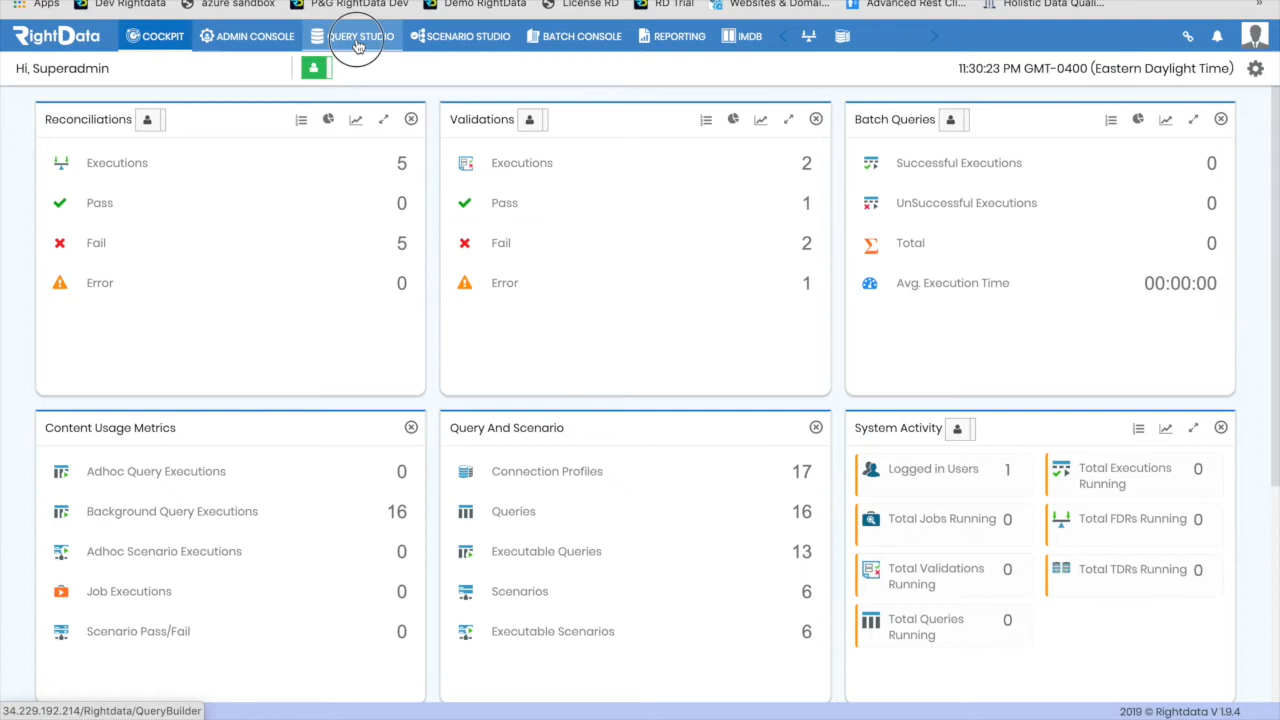 Apps Dev Rightdata azure sandbox P&G RightData Dev Demo RightData License RD RD Trial Websites & Domai... Advanced Rest Cli... Holistic Data Quali... »
RightData COCKPIT ADMIN CONSOLE QUERY STUDIO SCENARIO STUDIO BATCH CONSOLE REPORTING IMDB
Hi, Superadmin 11:30:23 PM GMT-0400 (Eastern Daylight Time)
Reconciliations
Executions 5
Pass 0
Fail 5
Error 0
Validations
Executions 2
Pass 1
Fail 2
Error 1
Batch Queries
Successful Executions 0
UnSuccessful Executions 0
Total 0
Avg. Execution Time 00:00:00
Content Usage Metrics
Adhoc Query Executions 0
Background Query Executions 16
Adhoc Scenario Executions 0
Job Executions 0
Scenario Pass/Fail 0
Query And Scenario
Connection Profiles 17
Queries 16
Executable Queries 13
Scenarios 6
Executable Scenarios 6
System Activity
Logged in Users 1
Total Executions Running 0
Total Jobs Running 0
Total FDRs Running 0
Total Validations Running 0
Total TDRs Running 0
Total Queries Running 0
34.229.192.214/Rightdata/QueryBuilder
2019 © Rightdata V 1.9.4